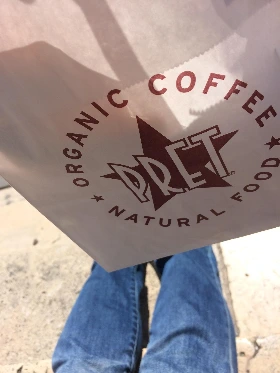 ORGANIC COFFEE
PRET
NATURAL FOOD